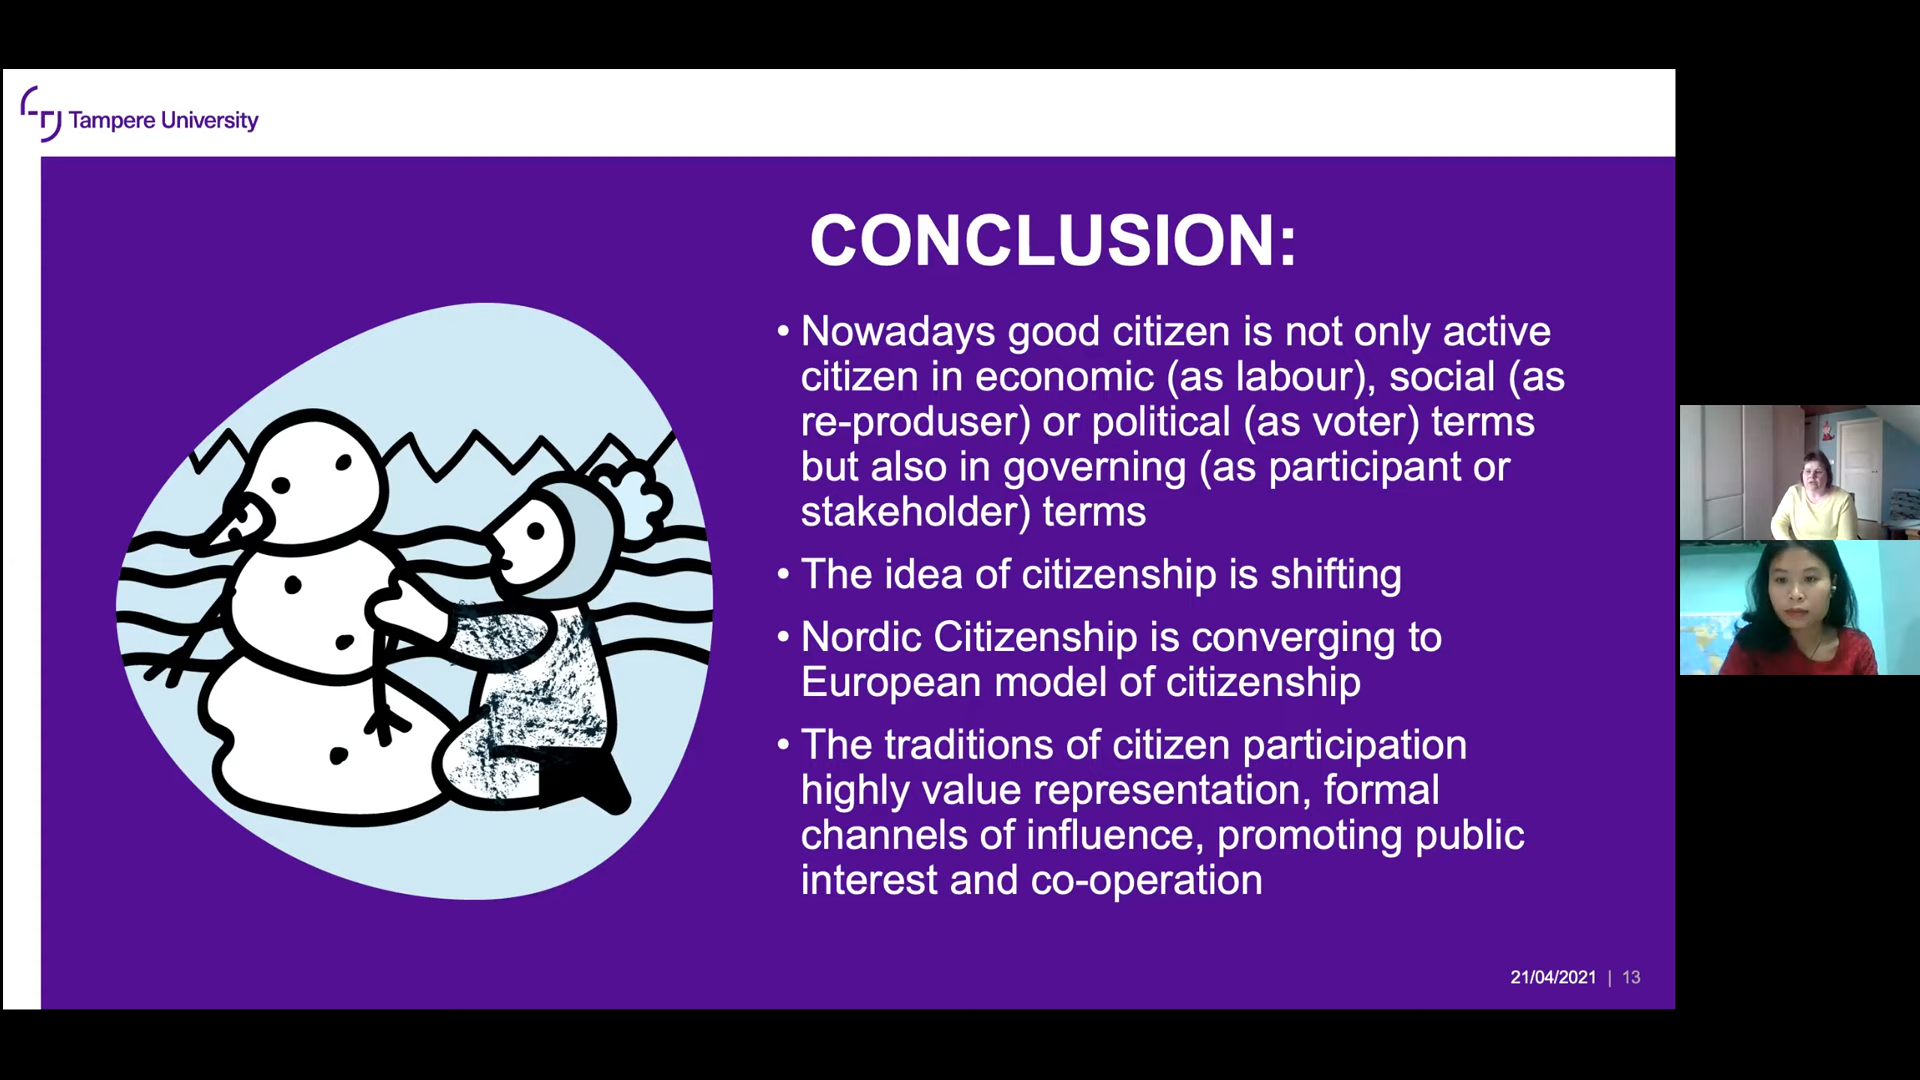 Tampere University
CONCLUSION:
• Nowadays good citizen is not only active
citizen in economic (as labour), social (as
re-produser) or political (as voter) terms
but also in governing (as participant or
stakeholder) terms
• The idea of citizenship is shifting
• Nordic Citizenship is converging to
European model of citizenship
• The traditions of citizen participation
highly value representation, formal
channels of influence, promoting public
interest and co-operation
21/04/2021 | 13